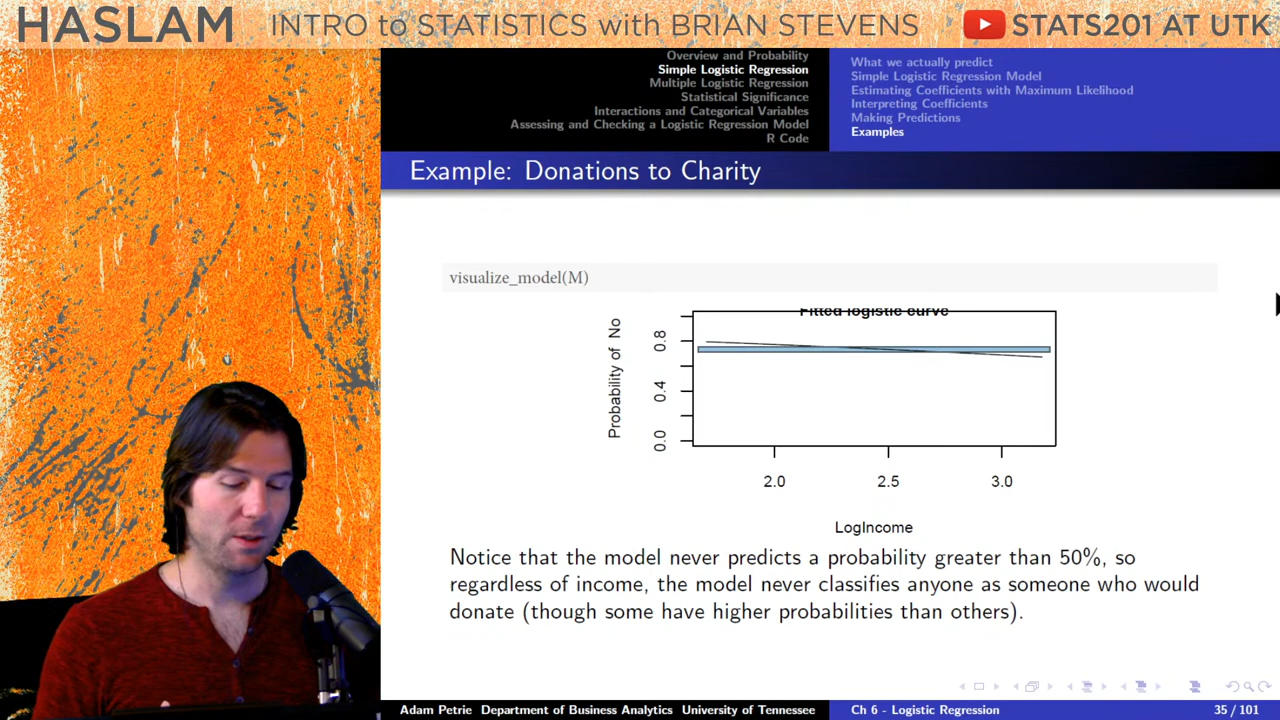 HASLAM INTRO to STATISTICS with BRIAN STEVENS STATS201 AT UTK
Overview and Probability
Simple Logistic Regression
Multiple Logistic Regression
Statistical Significance
Interactions and Categorical Variables
Assessing and Checking a Logistic Regression Model
R Code
What we actually predict
Simple Logistic Regression Model
Estimating Coefficients with Maximum Likelihood
Interpreting Coefficients
Making Predictions
Examples
Example: Donations to Charity
visualize_model(M)
Fitted logistic curve
Probability of No
0.8
0.4
0.0
2.0 2.5 3.0
LogIncome
Notice that the model never predicts a probability greater than 50%, so
regardless of income, the model never classifies anyone as someone who would
donate (though some have higher probabilities than others).
Adam Petrie Department of Business Analytics University of Tennessee Ch 6 - Logistic Regression 35 / 101